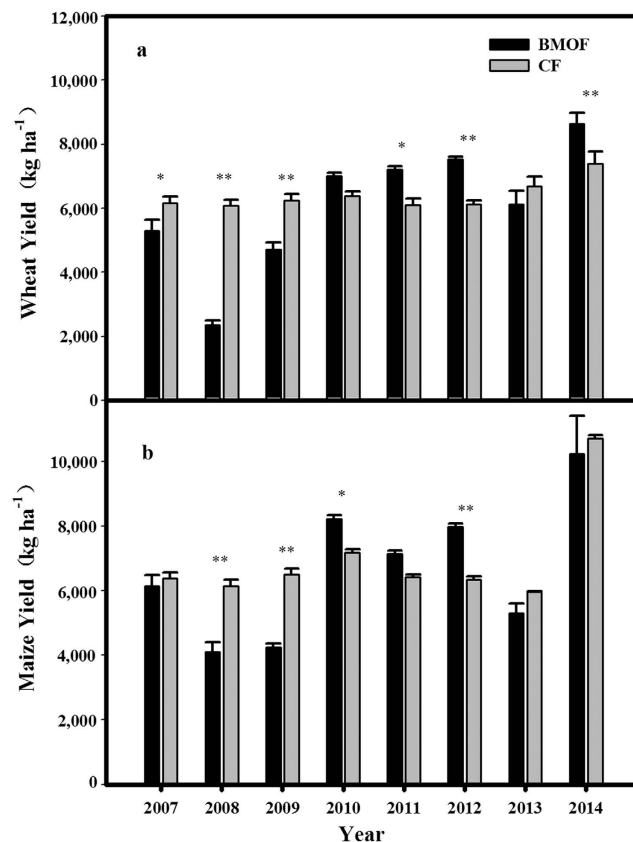 12,000
a
BMOF
CF
10,000
**
*
**
8,000
*
**
**
6,000
4,000
2,000
0
Wheat Yield (kg ha⁻¹)
b
10,000
*
**
8,000
**
**
6,000
4,000
2,000
0
Maize Yield (kg ha⁻¹)
2007 2008 2009 2010 2011 2012 2013 2014
Year